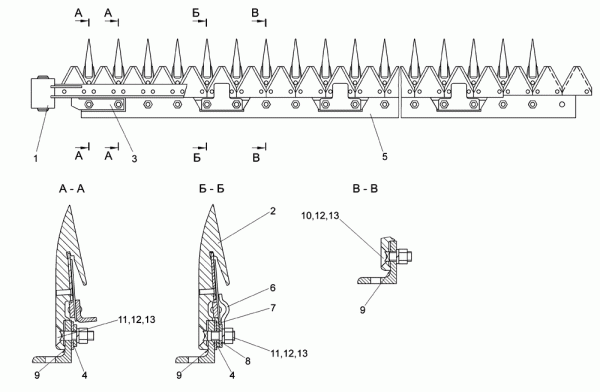 А А Б В
1 3 5
А А Б В
А - А Б - Б В - В
2
10,12,13
6
7
9
11,12,13
11,12,13
8
9 4 9 4